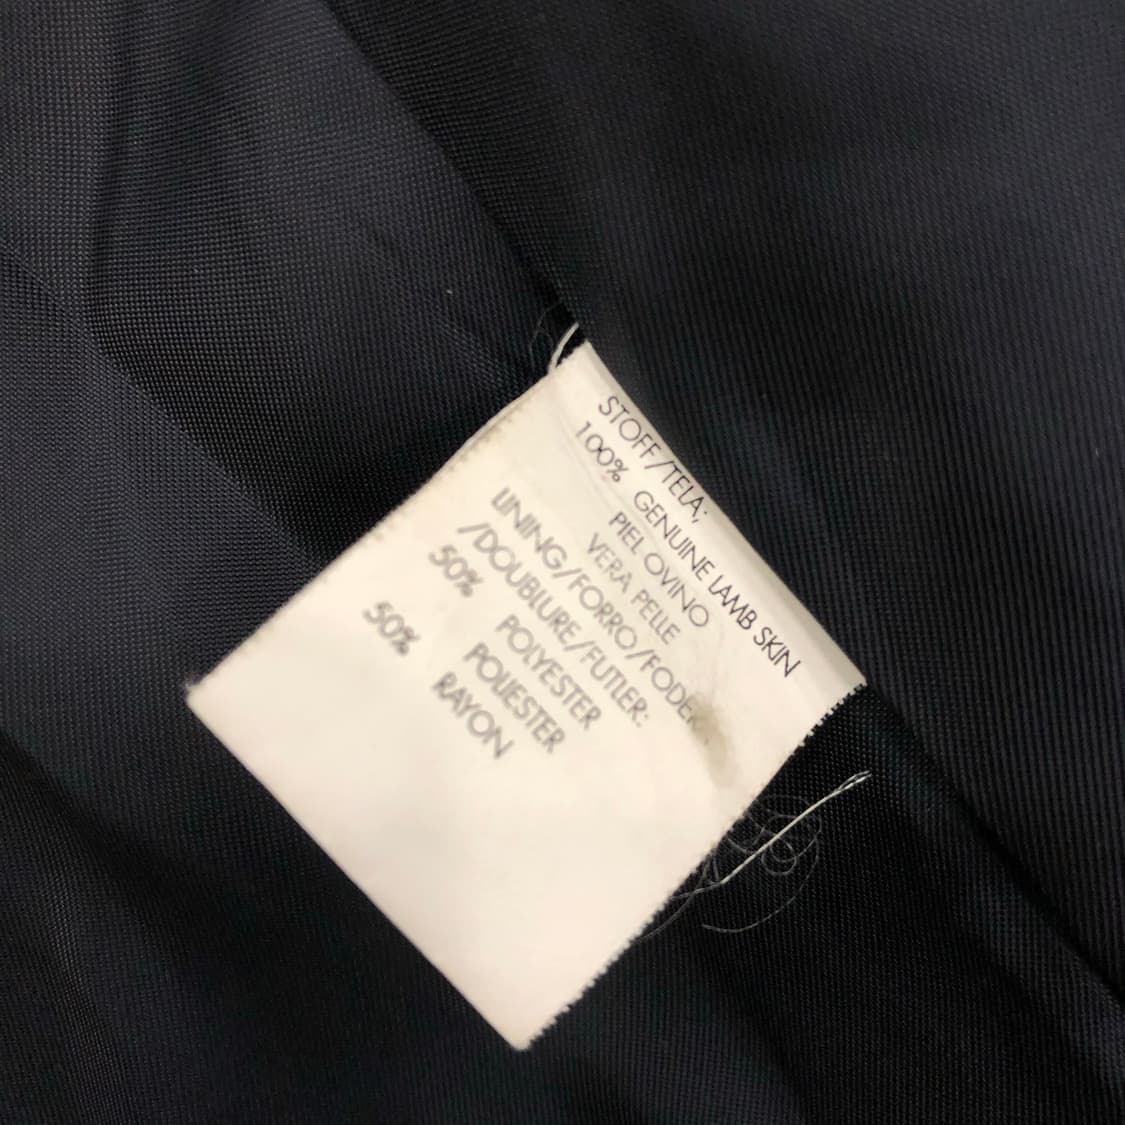 STOFF/TELA:
100% GENUINE LAMB SKIN
PIEL OVINO
VERA PELLE
LINING/FORRO/FODER
/DOUBLURE/FUTLER:
50% POLYESTER
POLIESTER
50% RAYON